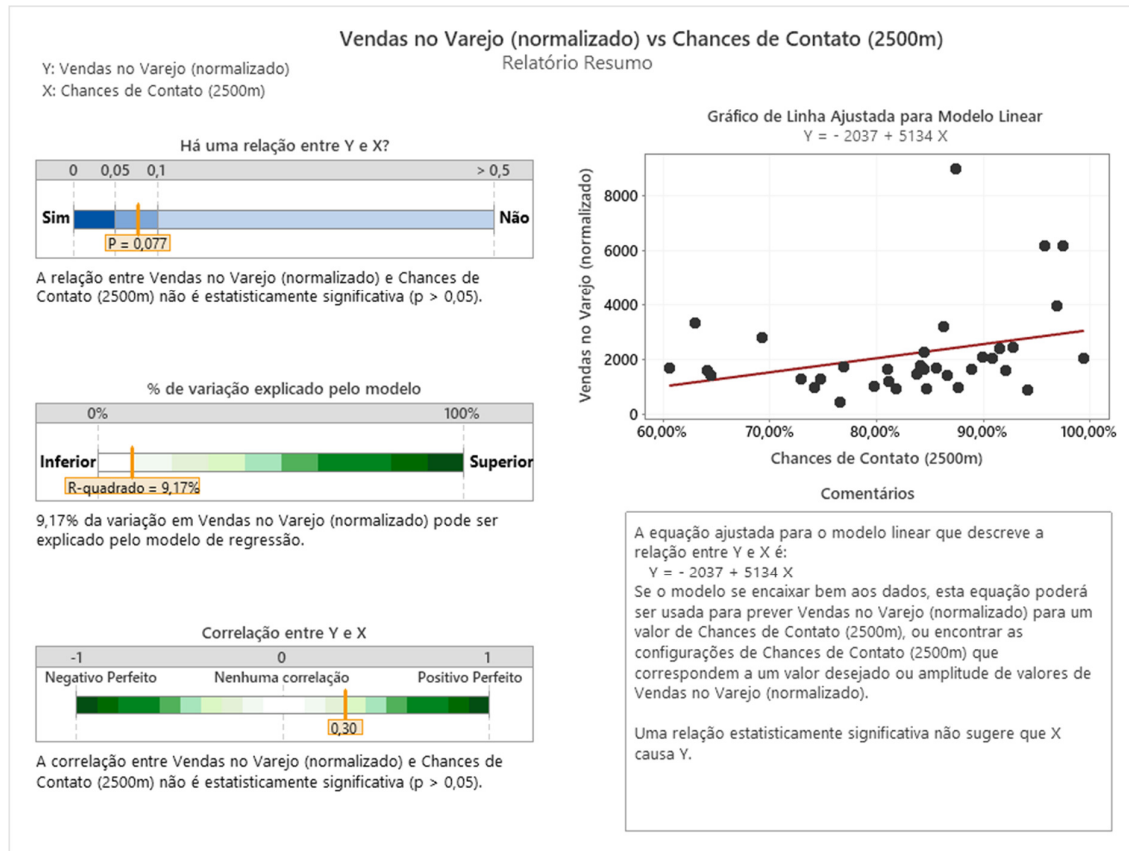 Vendas no Varejo (normalizado) vs Chances de Contato (2500m)
Relatório Resumo
Y: Vendas no Varejo (normalizado)
X: Chances de Contato (2500m)
Há uma relação entre Y e X?
0 0,05 0,1 > 0,5
Sim Não
P = 0,077
A relação entre Vendas no Varejo (normalizado) e Chances de
Contato (2500m) não é estatisticamente significativa (p > 0,05).
% de variação explicado pelo modelo
0% 100%
Inferior Superior
R-quadrado = 9,17%
9,17% da variação em Vendas no Varejo (normalizado) pode ser
explicado pelo modelo de regressão.
Correlação entre Y e X
-1 0 1
Negativo Perfeito Nenhuma correlação Positivo Perfeito
0,30
A correlação entre Vendas no Varejo (normalizado) e Chances de
Contato (2500m) não é estatisticamente significativa (p > 0,05).
Gráfico de Linha Ajustada para Modelo Linear
Y = - 2037 + 5134 X
Vendas no Varejo (normalizado)
8000
6000
4000
2000
0
60,00% 70,00% 80,00% 90,00% 100,00%
Chances de Contato (2500m)
Comentários
A equação ajustada para o modelo linear que descreve a
relação entre Y e X é:
Y = - 2037 + 5134 X
Se o modelo se encaixar bem aos dados, esta equação poderá
ser usada para prever Vendas no Varejo (normalizado) para um
valor de Chances de Contato (2500m), ou encontrar as
configurações de Chances de Contato (2500m) que
correspondem a um valor desejado ou amplitude de valores de
Vendas no Varejo (normalizado).
Uma relação estatisticamente significativa não sugere que X
causa Y.